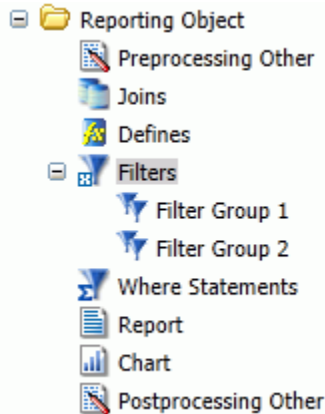 Reporting Object
Preprocessing Other
Joins
Defines
Filters
Filter Group 1
Filter Group 2
Where Statements
Report
Chart
Postprocessing Other